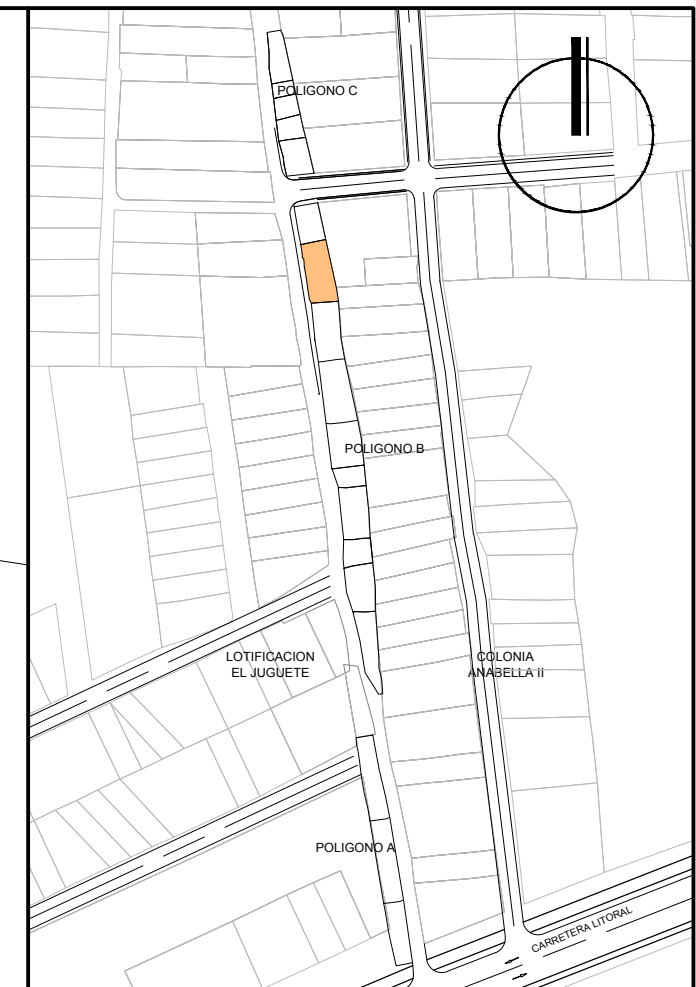 POLIGONO C
POLIGONO B
LOTIFICACION
EL JUGUETE
COLONIA
ANABELLA II
POLIGONO A
CARRETERA LITORAL